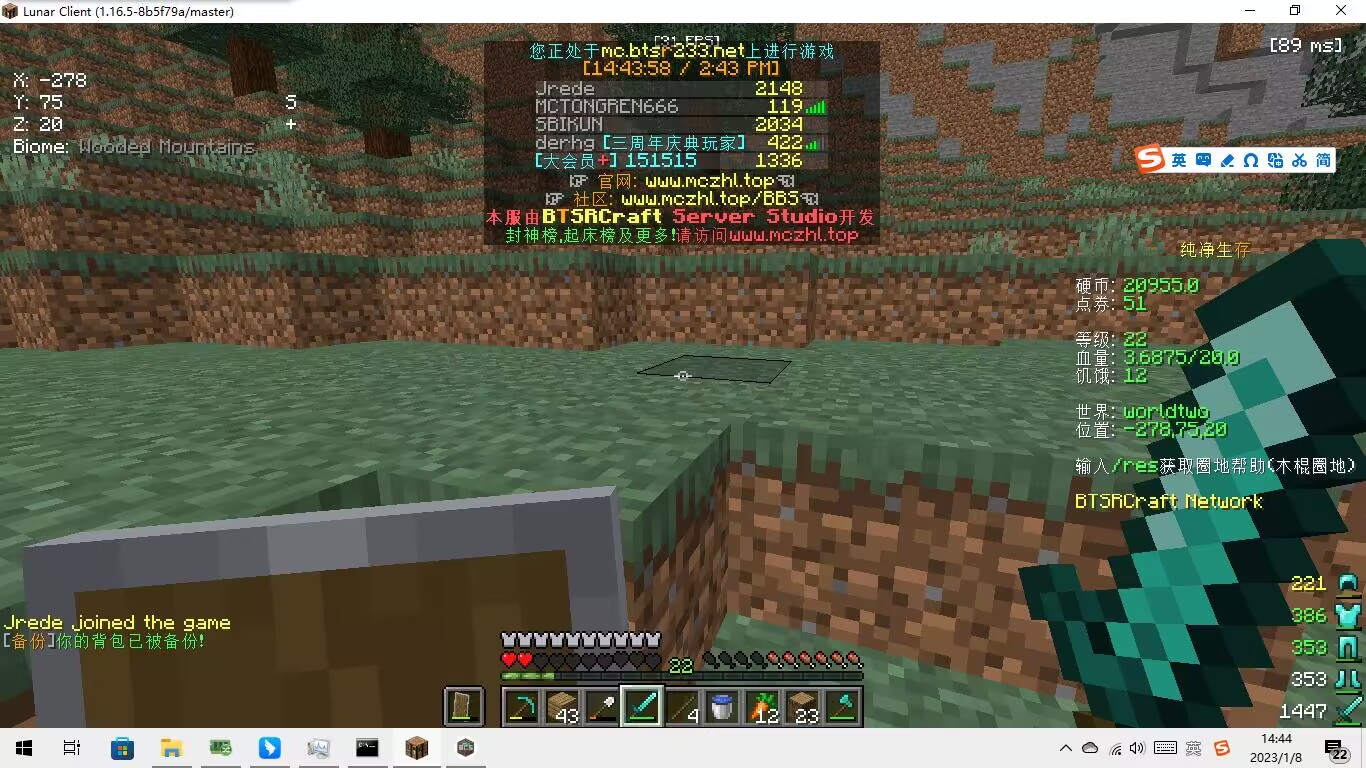 Lunar Client (1.16.5-8b5f79a/master)
[31 FPS]
您正处于mc.btsr233.net上进行游戏
[14:43:58 / 2:43 PM]
[89 ms]
X: -278
Y: 75 S
Z: 20 +
Biome: Wooded Mountains
Jrede 2148
MCTONGREN666 119
SBIKUN 2034
derhg [三周年庆典玩家] 422
[大会员+] 151515 1336
官网: www.mczhl.top
社区: www.mczhl.top/BBS
本服由BTSRCraft Server Studio开发
封神榜,起床榜及更多!请访问www.mczhl.top
英 简
纯净生存
硬币: 20955.0
点券: 51
等级: 22
血量: 3.6875/20.0
饥饿: 12
世界: worldtwo
位置: -278,75,20
输入/res获取圈地帮助(木棍圈地)
BTSRCraft Network
221
386
353
353
1447
Jrede joined the game
[备份]你的背包已被备份!
22
43 4 12 23
英
14:44
2023/1/8
22